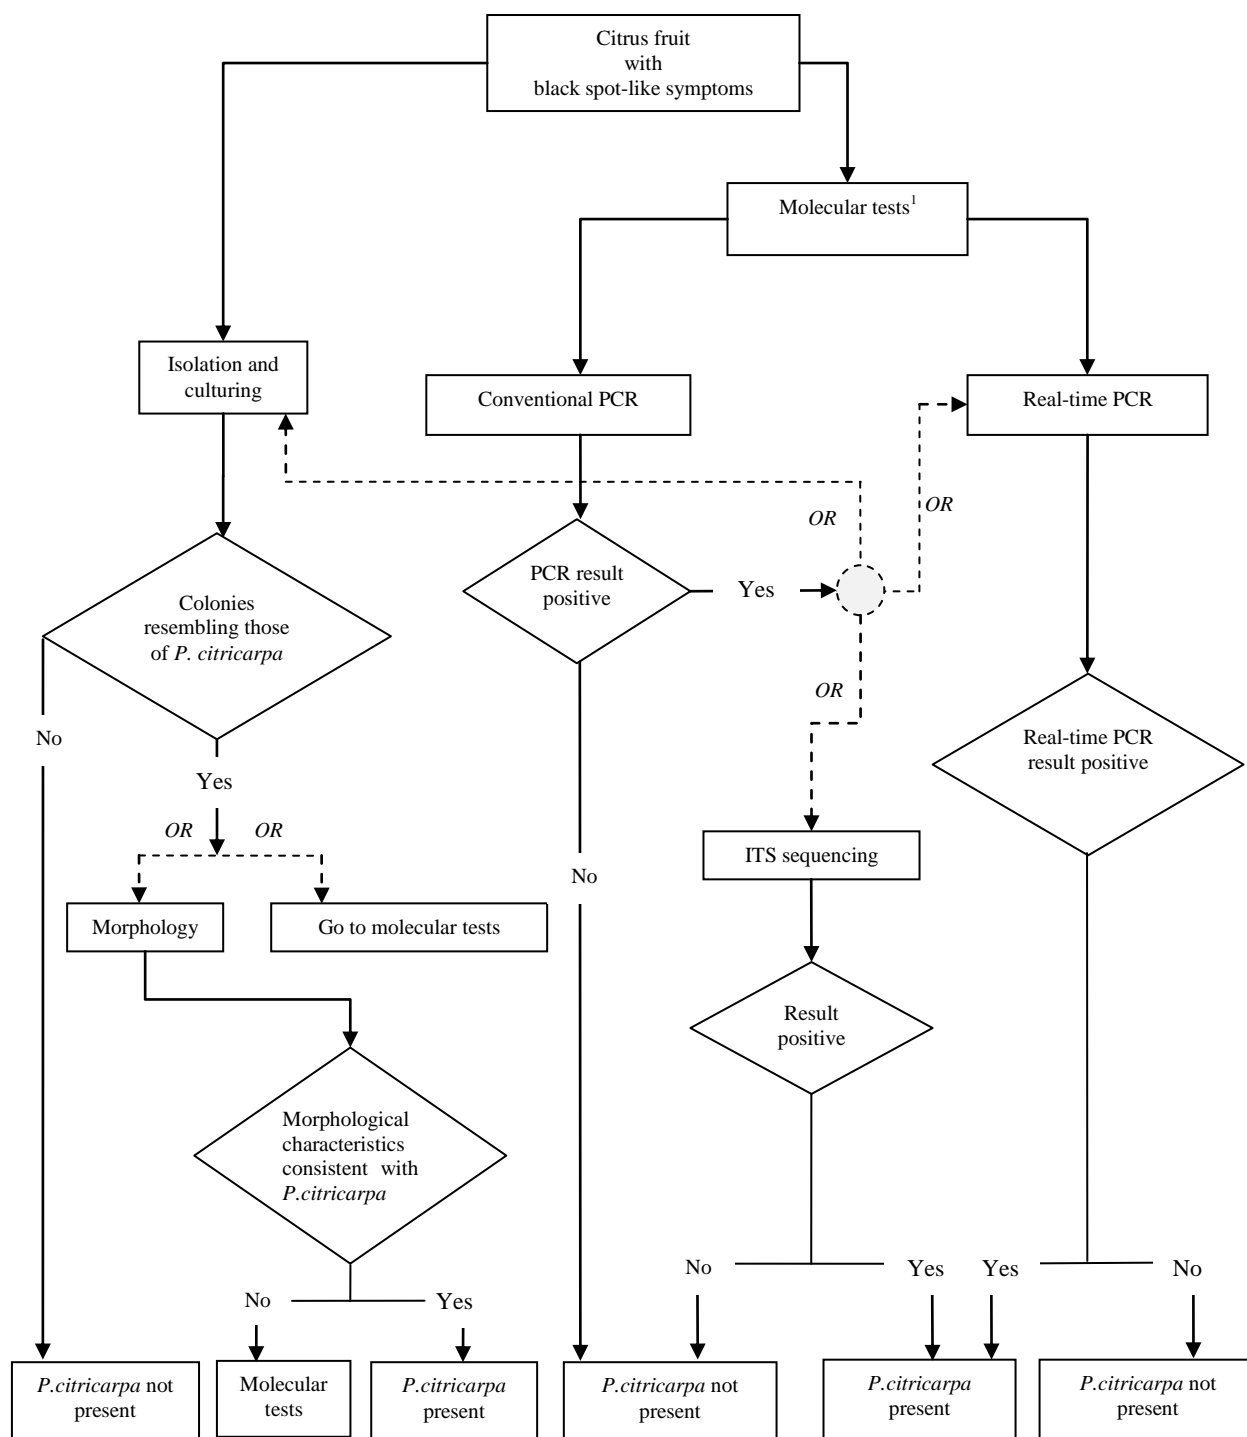 Citrus fruit
with
black spot-like symptoms
Molecular tests1
Isolation and
culturing
Conventional PCR
Real-time PCR
OR
OR
PCR result
positive
Yes
Colonies
resembling those
of P. citricarpa
OR
No
Real-time PCR
result positive
Yes
OR
OR
ITS sequencing
No
Morphology
Go to molecular tests
Result
positive
Morphological
characteristics
consistent with
P.citricarpa
No
Yes
Yes
No
No
Yes
P.citricarpa not
present
Molecular
tests
P.citricarpa
present
P.citricarpa not
present
P.citricarpa
present
P.citricarpa not
present